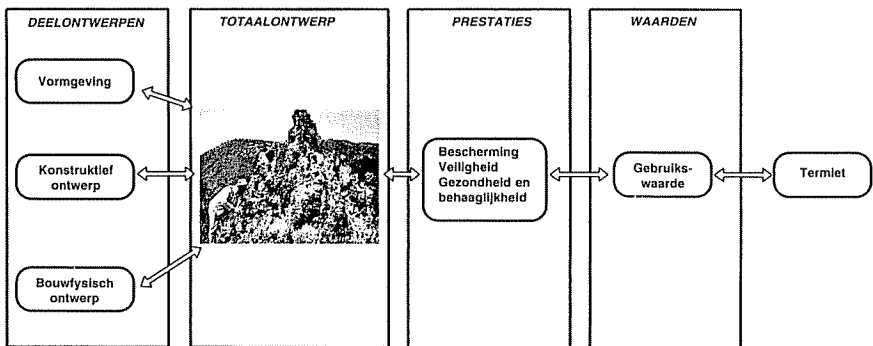 DEELONTWERPEN
TOTAALONTWERP
PRESTATIES
WAARDEN
Vormgeving
Konstruktief
ontwerp
Bouwfysisch
ontwerp
Bescherming
Veiligheid
Gezondheid en
behaaglijkheid
Gebruiks-
waarde
Termiet